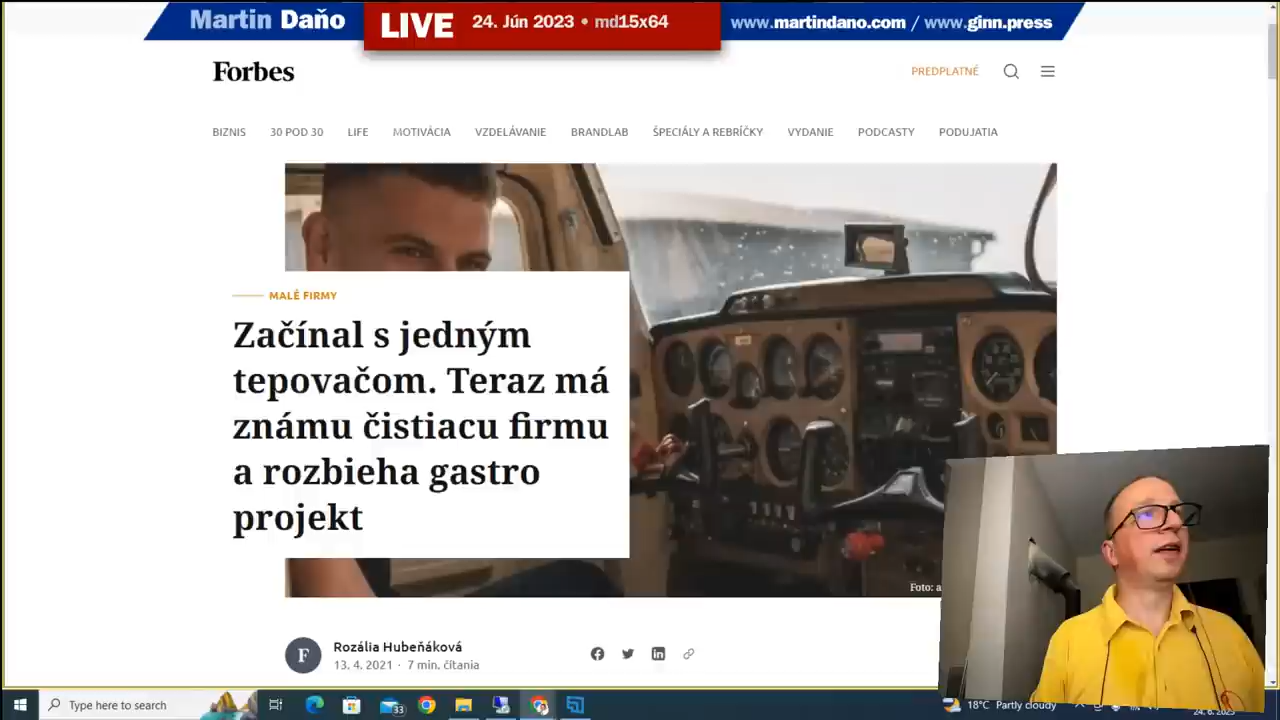 Martin Daňo
LIVE
24. Jún 2023 • md15x64
www.martindano.com / www.ginn.press
Forbes
PREDPLATNÉ
BIZNIS 30 POD 30 LIFE MOTIVÁCIA VZDELÁVANIE BRANDLAB ŠPECIÁLY A REBRÍČKY VYDANIE PODCASTY PODUJATIA
MALÉ FIRMY
Začínal s jedným
tepovačom. Teraz má
známu čistiacu firmu
a rozbieha gastro
projekt
Foto:
F
Rozália Hubeňáková
13. 4. 2021 · 7 min. čítania
Type here to search
33
18°C Partly cloudy